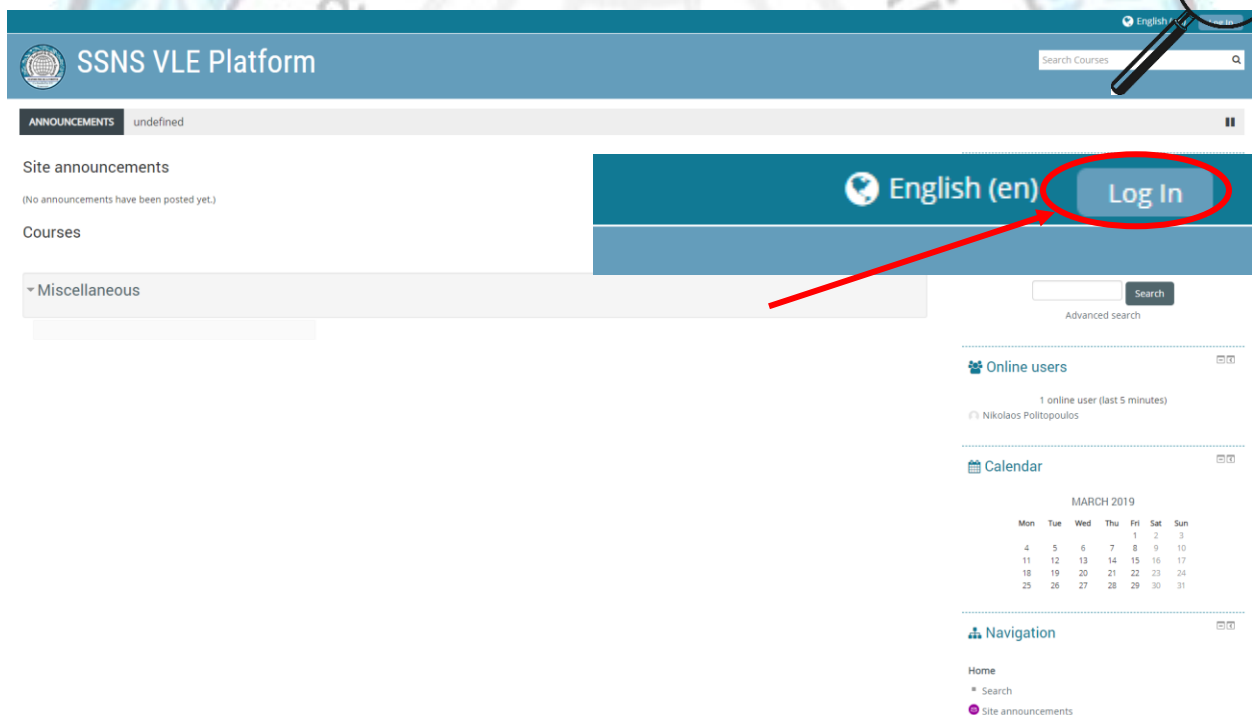 English (en) Log In
SSNS VLE Platform
Search Courses
ANNOUNCEMENTS undefined
Site announcements
(No announcements have been posted yet.)
Courses
English (en) Log In
Miscellaneous
Search
Advanced search
Online users
1 online user (last 5 minutes)
Nikolaos Politopoulos
Calendar
MARCH 2019
Mon Tue Wed Thu Fri Sat Sun
1 2 3
4 5 6 7 8 9 10
11 12 13 14 15 16 17
18 19 20 21 22 23 24
25 26 27 28 29 30 31
Navigation
Home
Search
Site announcements